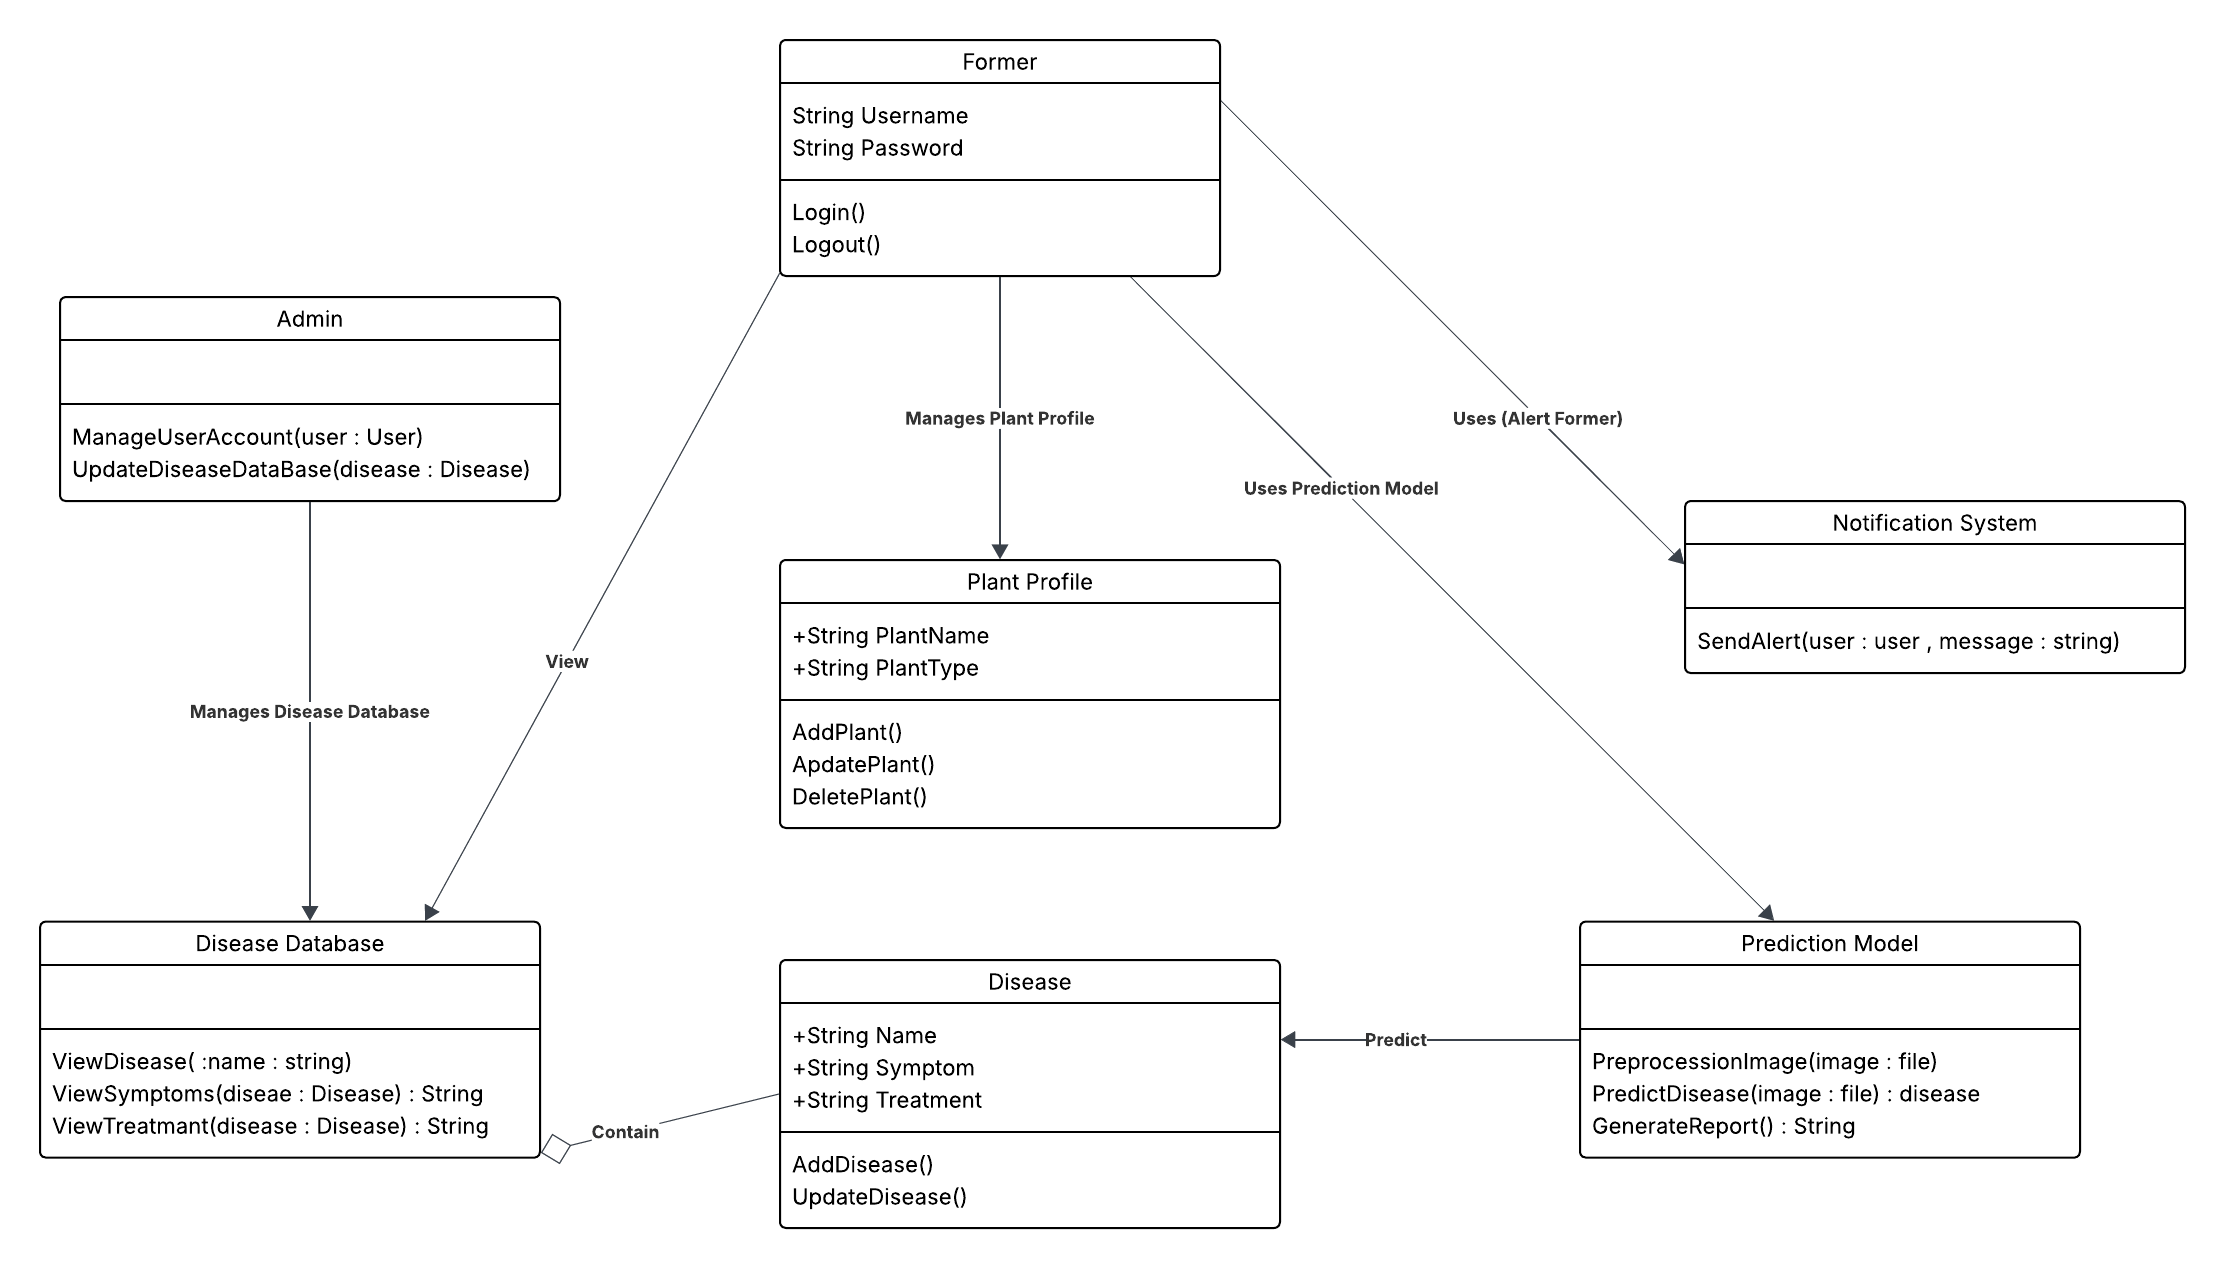 Former
String Username
String Password
Login()
Logout()
Admin
ManageUserAccount(user : User)
UpdateDiseaseDataBase(disease : Disease)
Manages Plant Profile
Uses (Alert Former)
Uses Prediction Model
Notification System
SendAlert(user : user , message : string)
Plant Profile
+String PlantName
+String PlantType
AddPlant()
ApdatePlant()
DeletePlant()
View
Manages Disease Database
Disease Database
ViewDisease( :name : string)
ViewSymptoms(diseae : Disease) : String
ViewTreatmant(disease : Disease) : String
Contain
Disease
+String Name
+String Symptom
+String Treatment
AddDisease()
UpdateDisease()
Predict
Prediction Model
PreprocessionImage(image : file)
PredictDisease(image : file) : disease
GenerateReport() : String